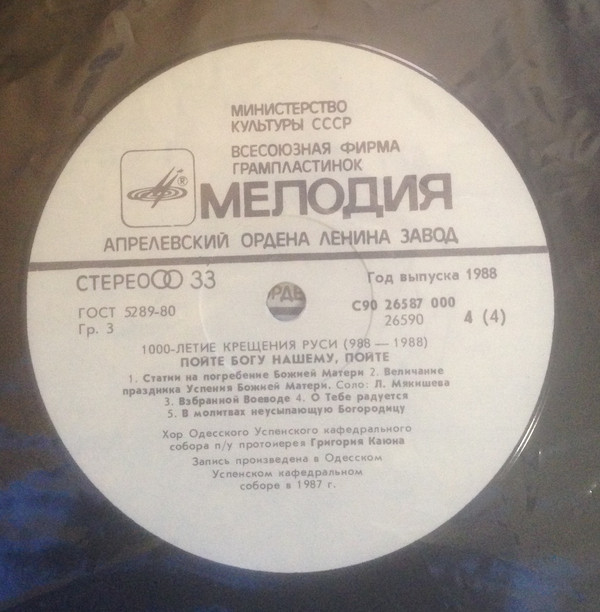 МИНИСТЕРСТВО
КУЛЬТУРЫ СССР
ВСЕСОЮЗНАЯ ФИРМА
ГРАМПЛАСТИНОК
®
МЕЛОДИЯ
АПРЕЛЕВСКИЙ ОРДЕНА ЛЕНИНА ЗАВОД
СТЕРЕО 33
Год выпуска 1988
ГОСТ 5289-80
Гр. 3
С90 26587 000
26590
4 (4)
1000-ЛЕТИЕ КРЕЩЕНИЯ РУСИ (988 — 1988)
ПОЙТЕ БОГУ НАШЕМУ, ПОЙТЕ
1. Статии на погребение Божией Матери 2. Величание
праздника Успения Божией Матери. Соло: Л. Мякишева
3. Взбранной Воеводе 4. О Тебе радуется
5. В молитвах неусыпающую Богородицу
Хор Одесского Успенского кафедрального
собора п/у протоиерея Григория Каюна
Запись произведена в Одесском
Успенском кафедральном
соборе в 1987 г.